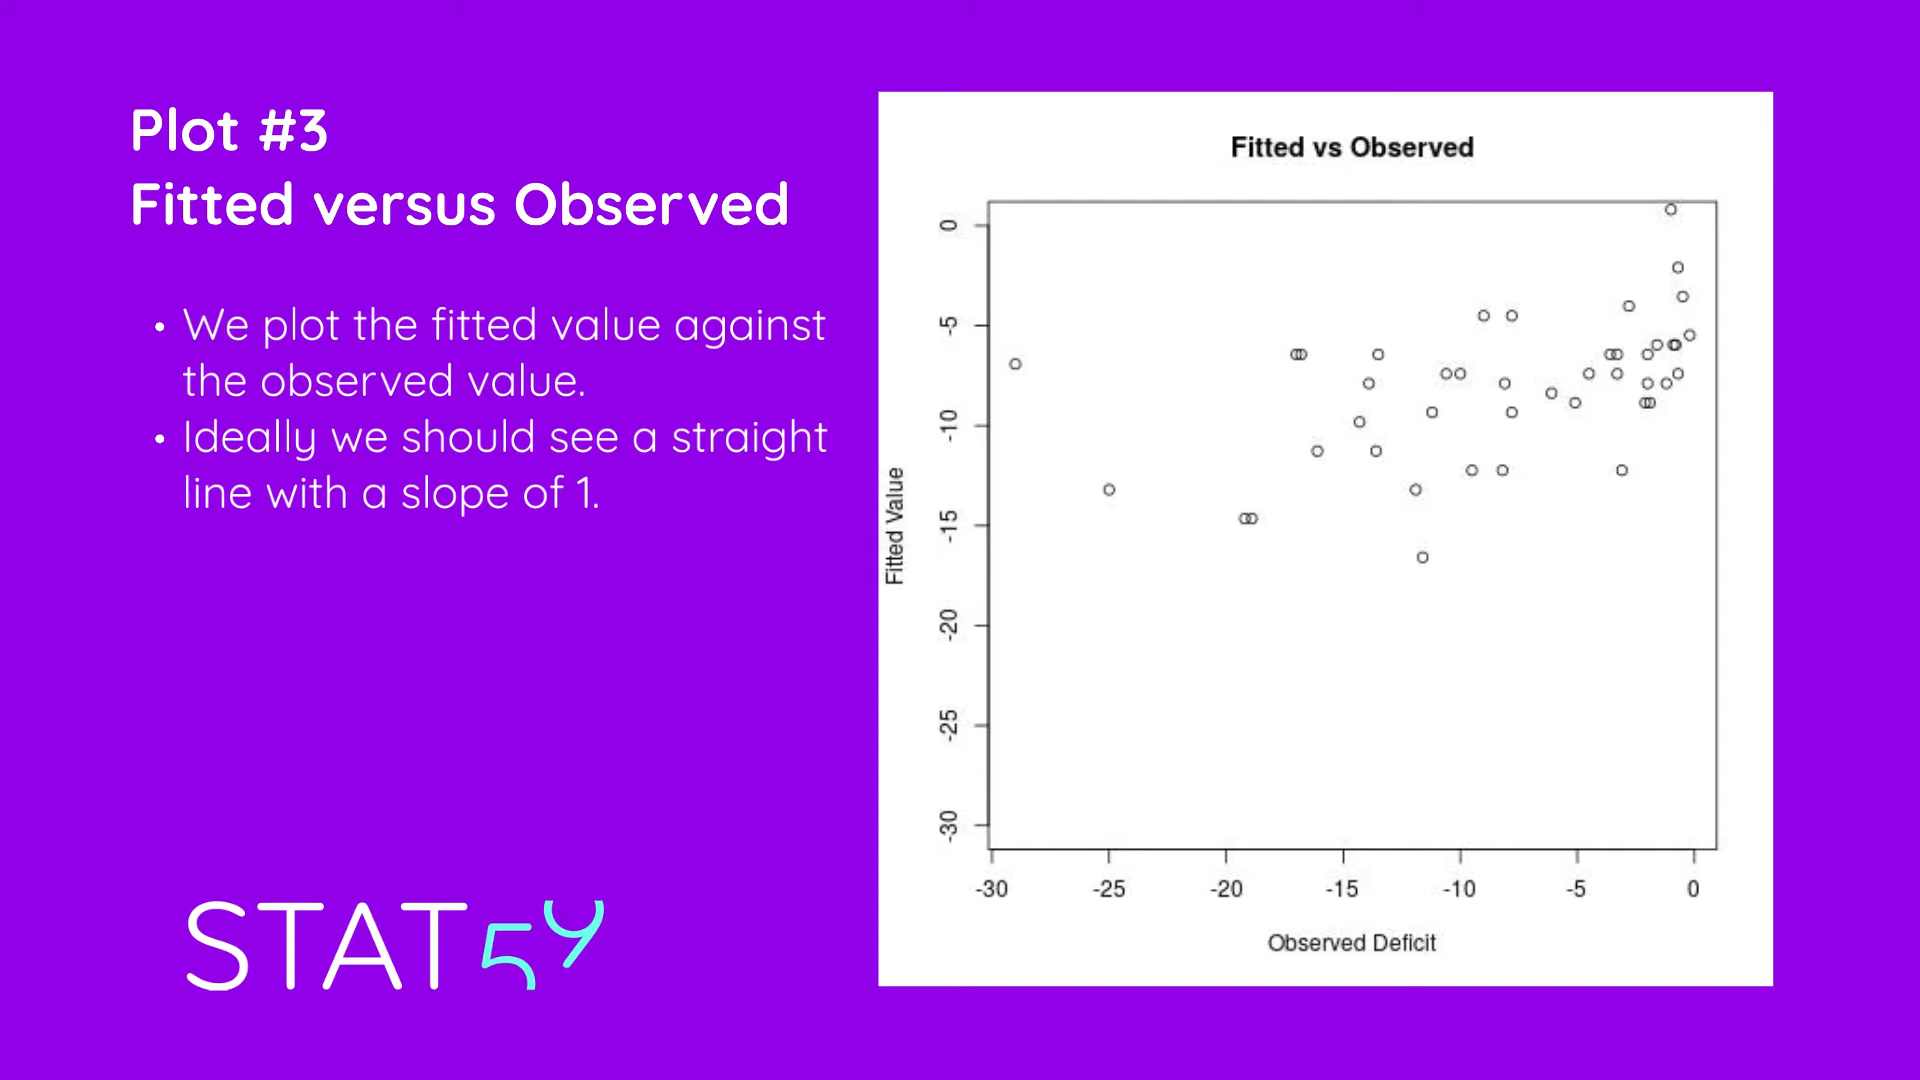 Plot #3
Fitted versus Observed
• We plot the fitted value against
the observed value.
• Ideally we should see a straight
line with a slope of 1.
STAT59
Fitted vs Observed
Fitted Value
0
-5
-10
-15
-20
-25
-30
-30 -25 -20 -15 -10 -5 0
Observed Deficit